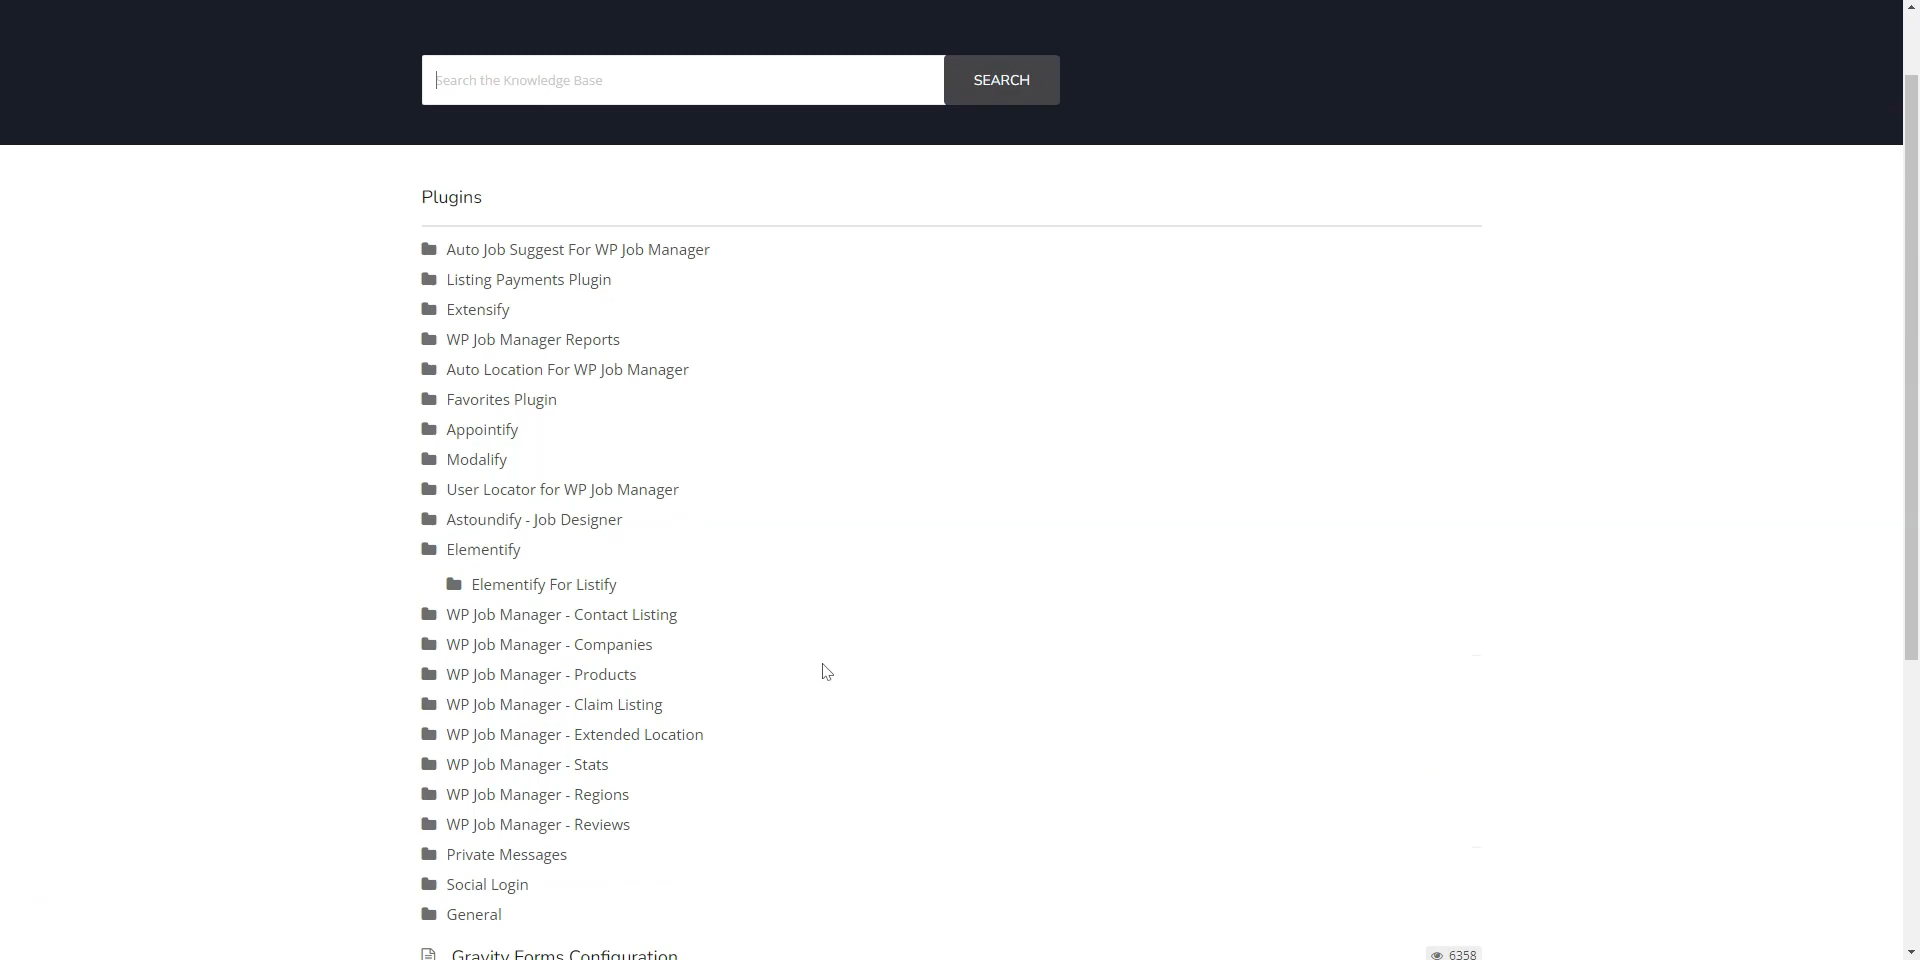 Search the Knowledge Base
SEARCH
Plugins
Auto Job Suggest For WP Job Manager
Listing Payments Plugin
Extensify
WP Job Manager Reports
Auto Location For WP Job Manager
Favorites Plugin
Appointify
Modalify
User Locator for WP Job Manager
Astoundify - Job Designer
Elementify
Elementify For Listify
WP Job Manager - Contact Listing
WP Job Manager - Companies
WP Job Manager - Products
WP Job Manager - Claim Listing
WP Job Manager - Extended Location
WP Job Manager - Stats
WP Job Manager - Regions
WP Job Manager - Reviews
Private Messages
Social Login
General
Gravity Forms Configuration 6358